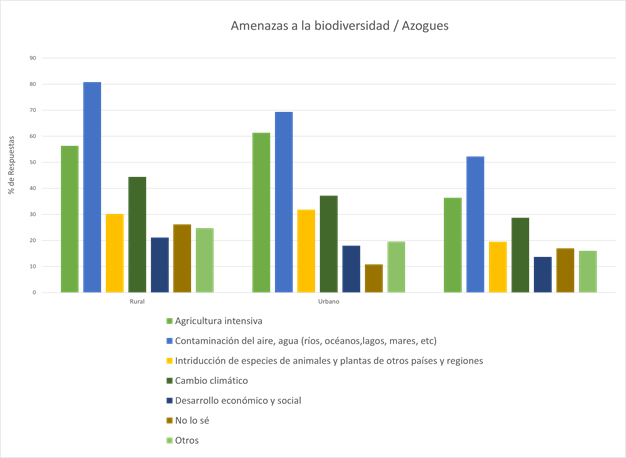 Amenazas a la biodiversidad / Azogues
90
80
70
60
50
40
30
20
10
0
% de Respuestas
Rural Urbano
Agricultura intensiva
Contaminación del aire, agua (ríos, océanos,lagos, mares, etc)
Intriducción de especies de animales y plantas de otros países y regiones
Cambio climático
Desarrollo económico y social
No lo sé
Otros